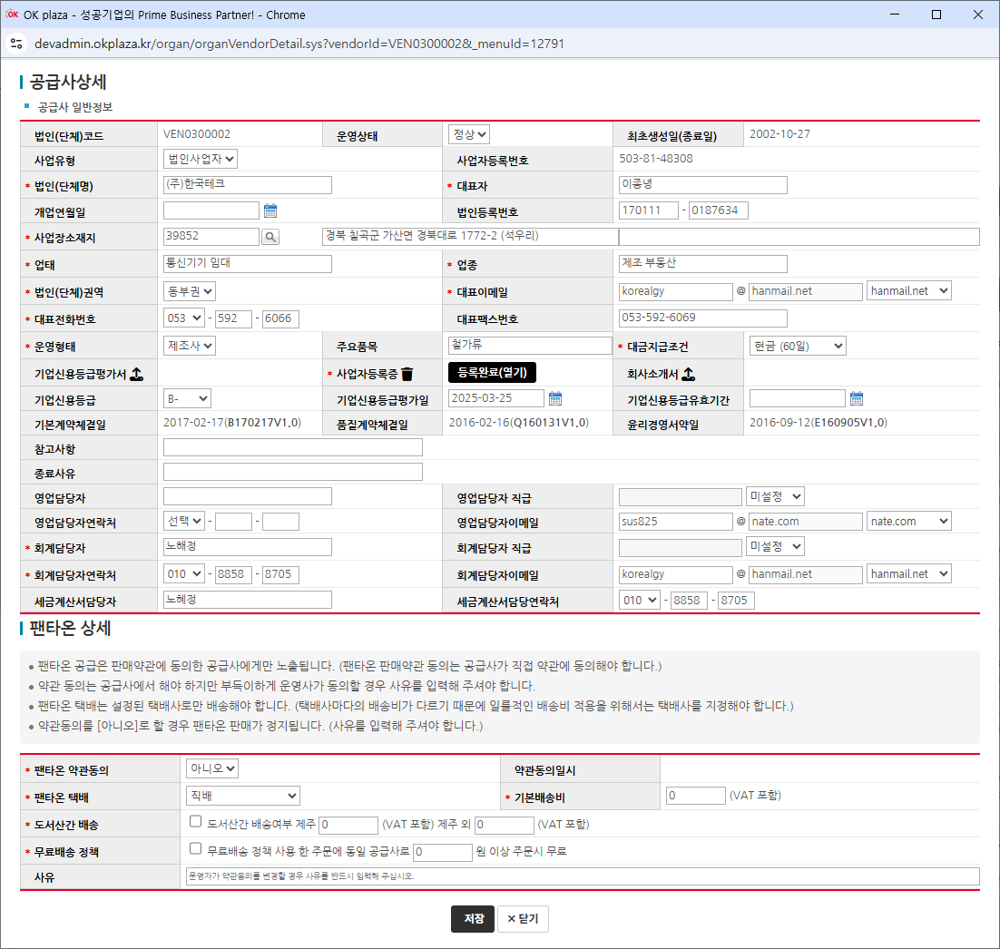 OK plaza - 성공기업의 Prime Business Partner! - Chrome
devadmin.okplaza.kr/organ/organVendorDetail.sys?vendorId=VEN0300002&_menuId=12791
공급사상세
공급사 일반정보
법인(단체)코드 VEN0300002 운영상태 정상 최초생성일(종료일) 2002-10-27
사업유형 법인사업자 사업자등록번호 503-81-48308
* 법인(단체명) (주)한국테크 * 대표자 이종녕
개업연월일 법인등록번호 170111 - 0187634
* 사업장소재지 39852 경북 칠곡군 가산면 경북대로 1772-2 (석우리)
* 업태 통신기기 임대 * 업종 제조 부동산
* 법인(단체)권역 동부권 * 대표이메일 korealgy @ hanmail.net hanmail.net
* 대표전화번호 053 - 592 - 6066 대표팩스번호 053-592-6069
* 운영형태 제조사 주요품목 철가류 * 대금지급조건 현금 (60일)
기업신용등급평가서 * 사업자등록증 등록완료(열기) 회사소개서
기업신용등급 B- 기업신용등급평가일 2025-03-25 기업신용등급유효기간
기본계약체결일 2017-02-17(B170217V1.0) 품질계약체결일 2016-02-16(Q160131V1.0) 윤리경영서약일 2016-09-12(E160905V1.0)
참고사항
종료사유
영업담당자 영업담당자 직급 미설정
영업담당자연락처 선택 - - 영업담당자이메일 sus825 @ nate.com nate.com
* 회계담당자 노해정 회계담당자 직급 미설정
* 회계담당자연락처 010 - 8858 - 8705 회계담당자이메일 korealgy @ hanmail.net hanmail.net
세금계산서담당자 노혜정 세금계산서담당연락처 010 - 8858 - 8705
팬타온 상세
● 팬타온 공급은 판매약관에 동의한 공급사에게만 노출됩니다. (팬타온 판매약관 동의는 공급사가 직접 약관에 동의해야 합니다.)
● 약관 동의는 공급사에서 해야 하지만 부득이하게 운영사가 동의할 경우 사유를 입력해 주셔야 합니다.
● 팬타온 택배는 설정된 택배사로만 배송해야 합니다. (택배사마다의 배송비가 다르기 때문에 일률적인 배송비 적용을 위해서는 택배사를 지정해야 합니다.)
● 약관동의를 [아니오]로 할 경우 팬타온 판매가 정지됩니다. (사유를 입력해 주셔야 합니다.)
* 팬타온 약관동의 아니오 약관동의일시
* 팬타온 택배 직배 * 기본배송비 0 (VAT 포함)
* 도서산간 배송 도서산간 배송여부 제주 0 (VAT 포함) 제주 외 0 (VAT 포함)
* 무료배송 정책 무료배송 정책 사용 한 주문에 동일 공급사로 0 원 이상 주문시 무료
사유 운영자가 약관동의를 변경할 경우 사유를 반드시 입력해 주십시오.
저장 × 닫기